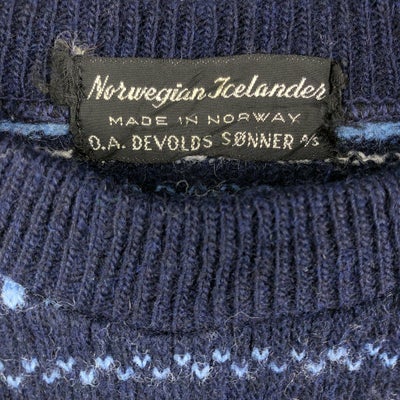 Norwegian Icelander
MADE IN NORWAY
O.A. DEVOLDS SØNNER A/S